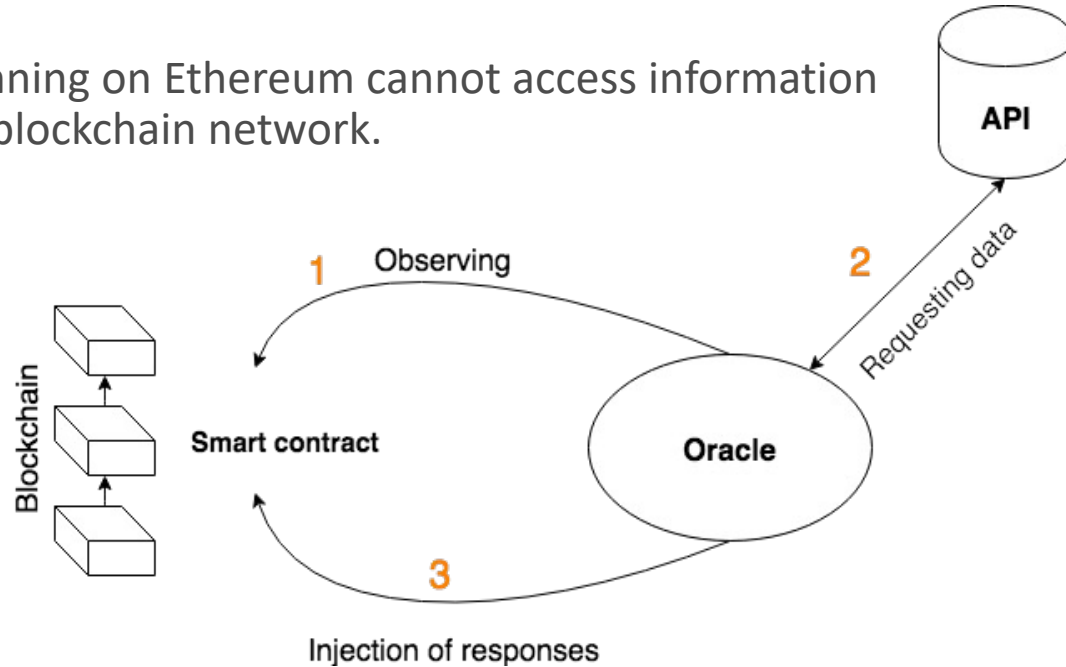 nning on Ethereum cannot access information
blockchain network.
API
1
Observing
2
Requesting data
Blockchain
Smart contract
Oracle
3
Injection of responses